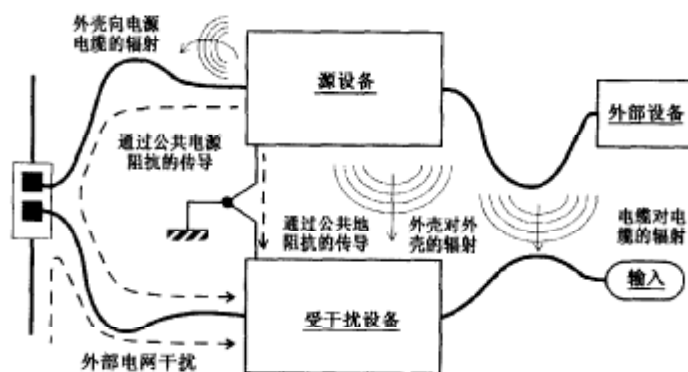 外壳向电源
电缆的辐射
源设备
外部设备
通过公共电源
阻抗的传导
通过公共地
阻抗的传导
外壳对外
壳的辐射
电缆对电
缆的辐射
输入
受干扰设备
外部电网干扰